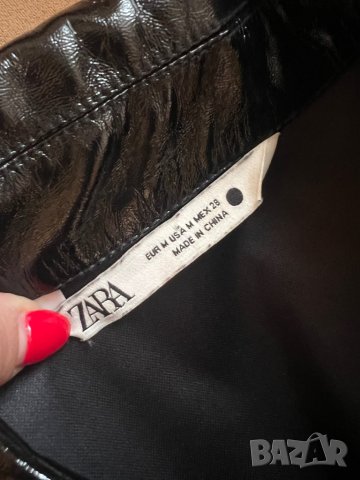 ZARA
EUR M USA M MEX 28
MADE IN CHINA
BAZAR